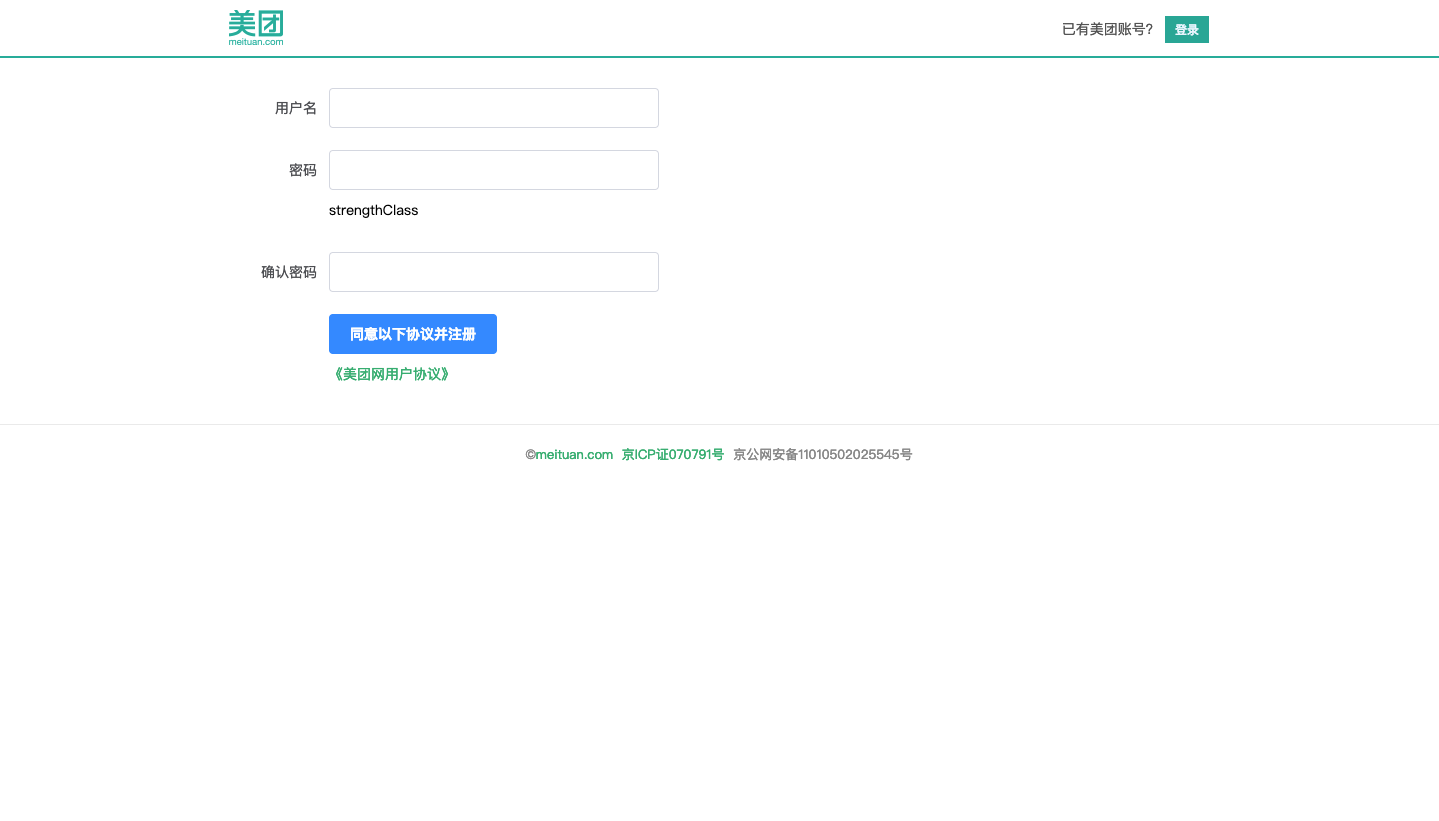 美团
meituan.com
已有美团账号? 登录
用户名
密码
strengthClass
确认密码
同意以下协议并注册
《美团网用户协议》
©meituan.com 京ICP证070791号 京公网安备11010502025545号